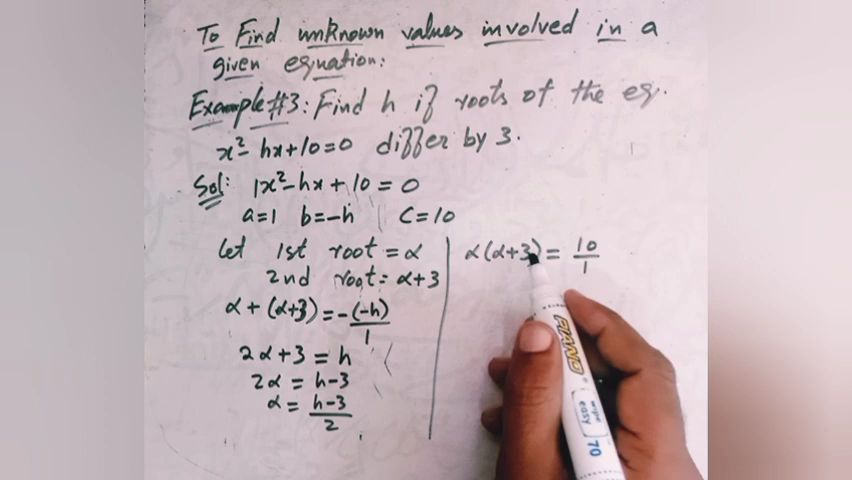 To Find unknown values involved in a
given equation:
Example#3: Find h if roots of the eq.
x²-hx+10=0 differ by 3.
Sol: 1x²-hx+10=0
a=1 b=-h C=10
Let 1st root=α
2nd root=α+3
α+(α+3)=-(-h)/1
2α+3=h
2α=h-3
α=h-3/2
α(α+3)=10/1
PIANO
wipe
easy
70